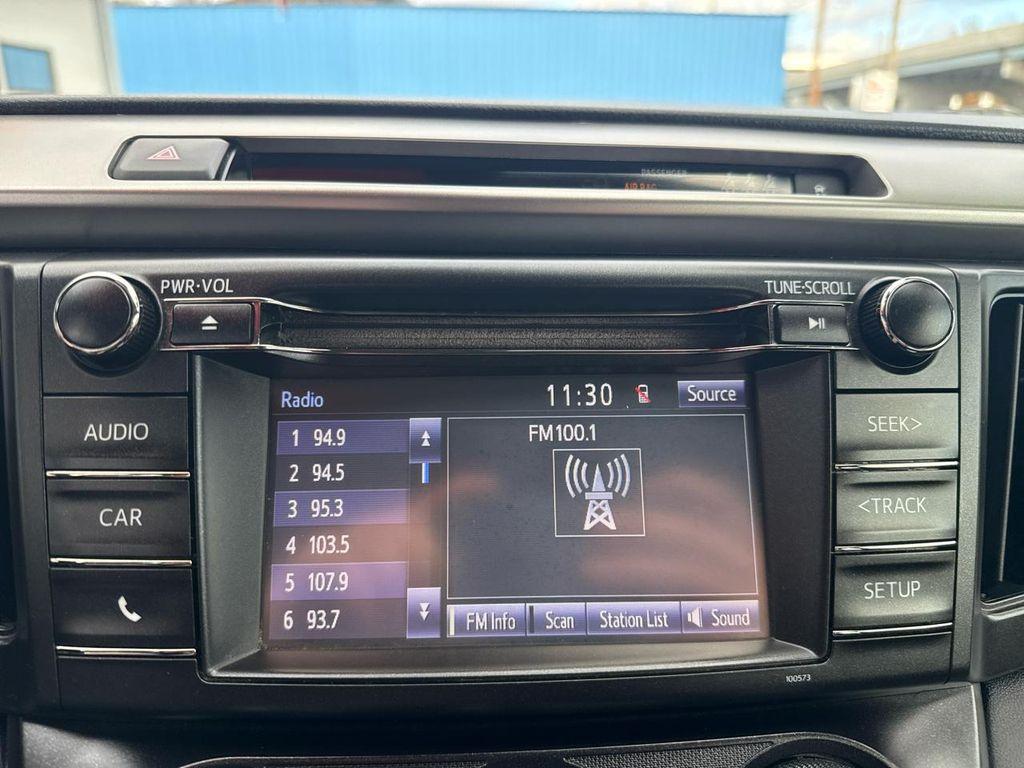 PASSENGER
AIR BAG
PWR·VOL
TUNE·SCROLL
Radio 11:30 Source
AUDIO
CAR
1 94.9
2 94.5
3 95.3
4 103.5
5 107.9
6 93.7
FM100.1
FM Info Scan Station List Sound
SEEK>
<TRACK
SETUP
100573